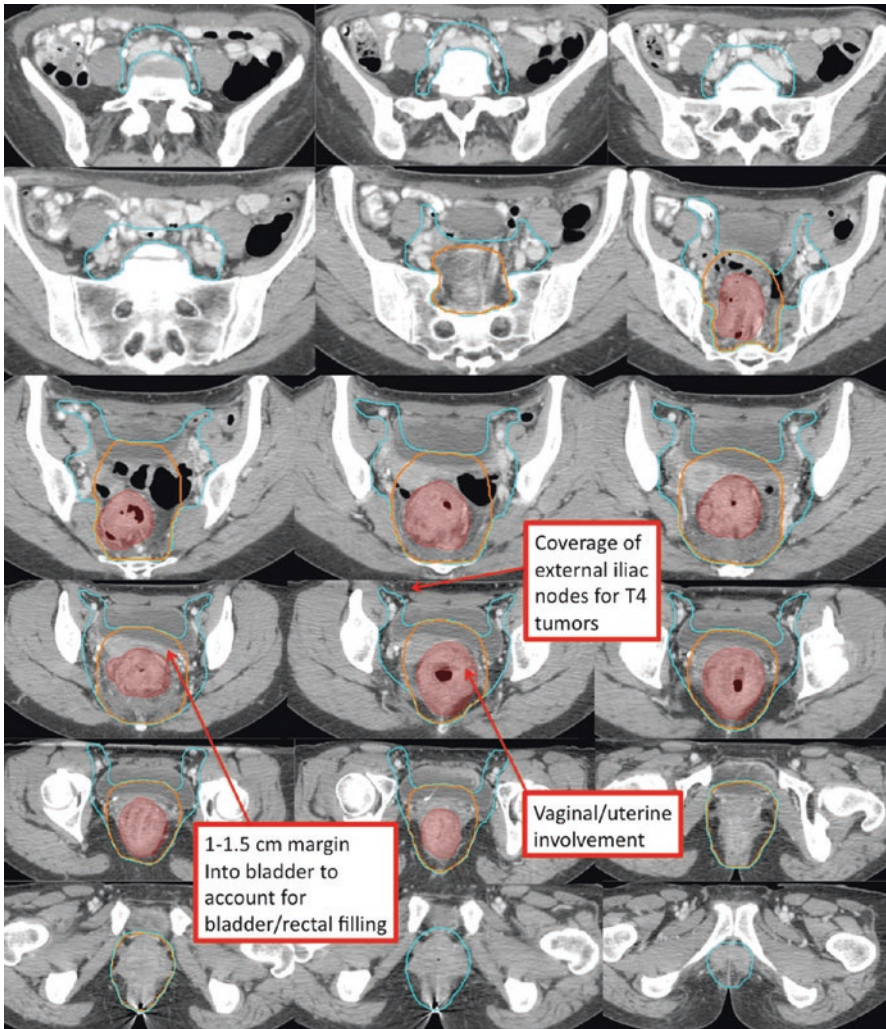 Coverage of
external iliac
nodes for T4
tumors
Vaginal/uterine
involvement
1-1.5 cm margin
Into bladder to
account for
bladder/rectal filling